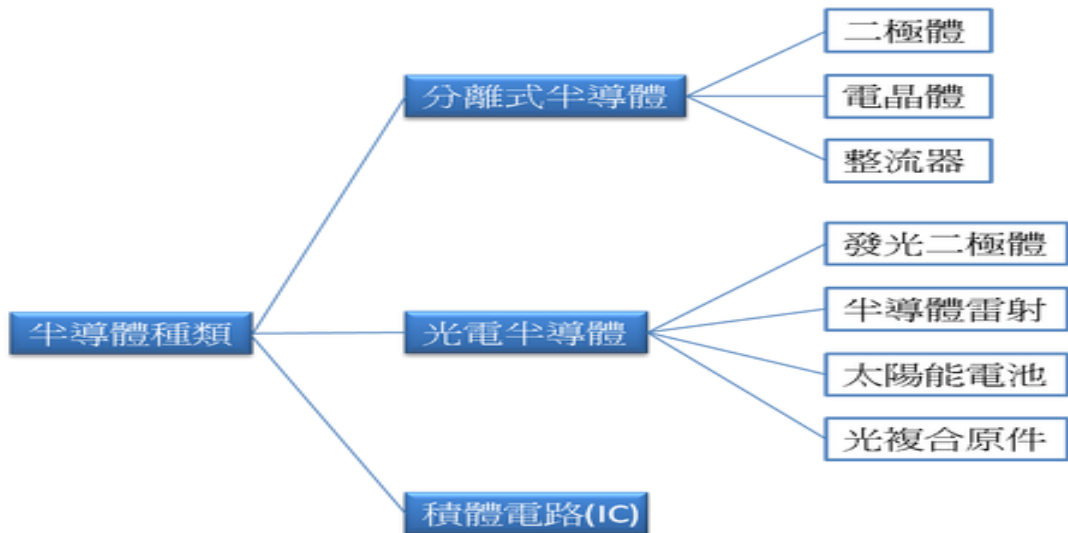 半導體種類
分離式半導體
二極體
電晶體
整流器
光電半導體
發光二極體
半導體雷射
太陽能電池
光複合原件
積體電路(IC)